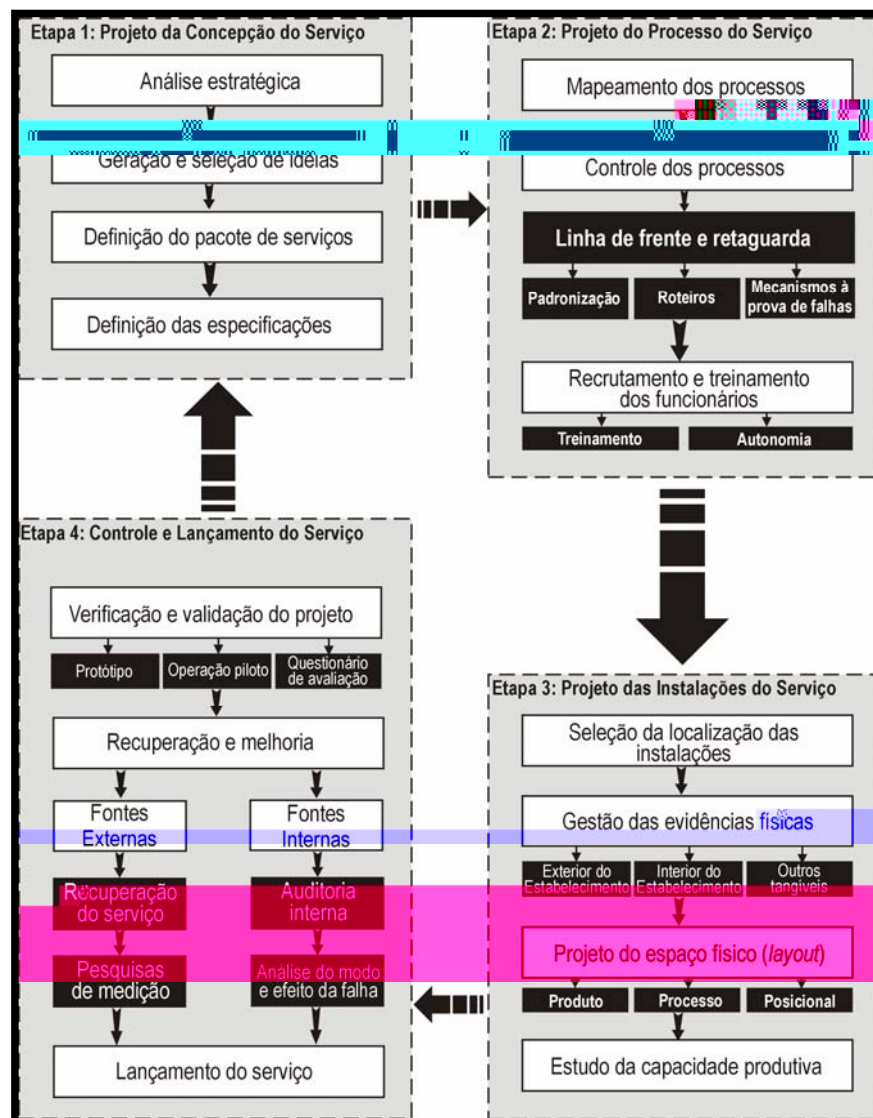 Etapa 1: Projeto da Concepção do Serviço
Análise estratégica
Geração e seleção de idéias
Definição do pacote de serviços
Definição das especificações
Etapa 2: Projeto do Processo do Serviço
Mapeamento dos processos
Controle dos processos
Linha de frente e retaguarda
Padronização
Roteiros
Mecanismos à
prova de falhas
Recrutamento e treinamento
dos funcionários
Treinamento
Autonomia
Etapa 4: Controle e Lançamento do Serviço
Verificação e validação do projeto
Protótipo
Operação piloto
Questionário
de avaliação
Recuperação e melhoria
Fontes
Externas
Fontes
Internas
Recuperação
do serviço
Auditoria
interna
Pesquisas
de medição
Análise do modo
e efeito da falha
Lançamento do serviço
Etapa 3: Projeto das Instalações do Serviço
Seleção da localização das
instalações
Gestão das evidências físicas
Exterior do
Estabelecimento
Interior do
Estabelecimento
Outros
tangíveis
Projeto do espaço físico (layout)
Produto
Processo
Posicional
Estudo da capacidade produtiva